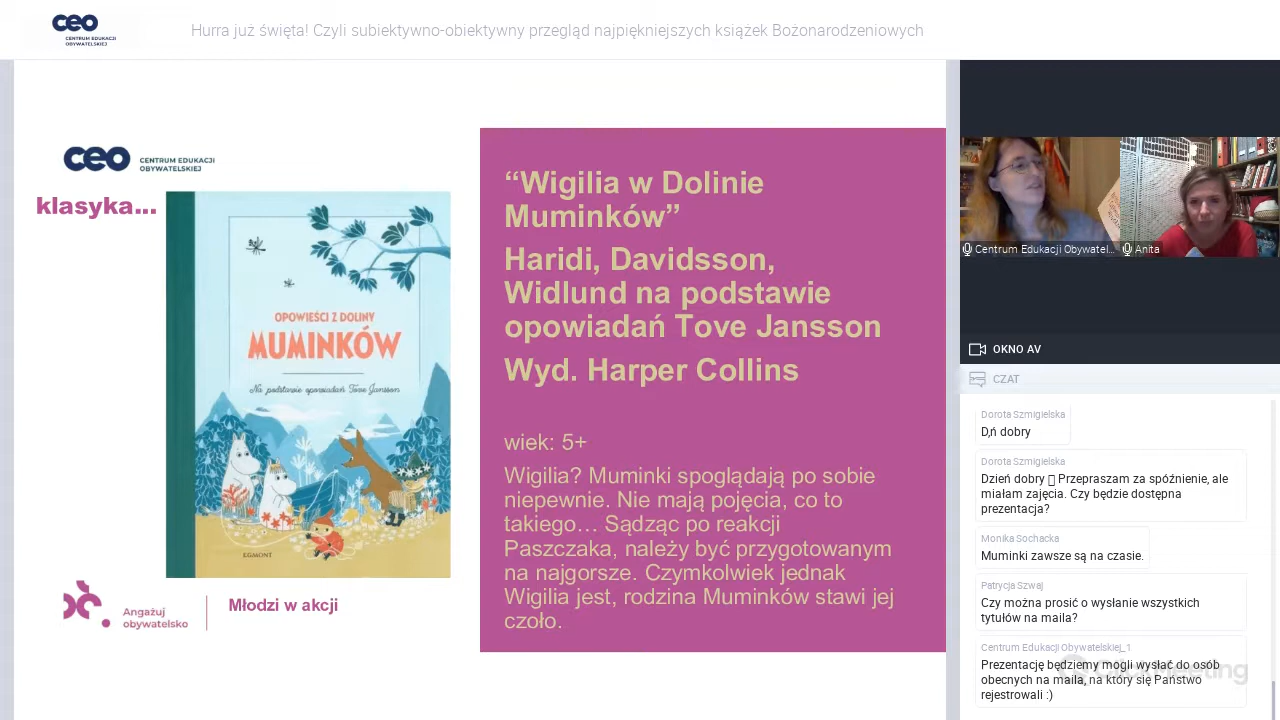 ceo
CENTRUM EDUKACJI
OBYWATELSKIEJ
Hurra już święta! Czyli subiektywno-obiektywny przegląd najpiękniejszych książek Bożonarodzeniowych
ceo
CENTRUM EDUKACJI
OBYWATELSKIEJ
klasyka...
OPOWIEŚCI Z DOLINY
MUMINKÓW
Na podstawie opowiadań Tove Jansson
EGMONT
Angażuj
obywatelsko
Młodzi w akcji
“Wigilia w Dolinie
Muminków”
Haridi, Davidsson,
Widlund na podstawie
opowiadań Tove Jansson
Wyd. Harper Collins
wiek: 5+
Wigilia? Muminki spoglądają po sobie
niepewnie. Nie mają pojęcia, co to
takiego… Sądząc po reakcji
Paszczaka, należy być przygotowanym
na najgorsze. Czymkolwiek jednak
Wigilia jest, rodzina Muminków stawi jej
czoło.
Centrum Edukacji Obywatel...
Anita
OKNO AV
CZAT
Dorota Szmigielska
D,ń dobry
Dorota Szmigielska
Dzień dobry Przepraszam za spóźnienie, ale
miałam zajęcia. Czy będzie dostępna
prezentacja?
Monika Sochacka
Muminki zawsze są na czasie.
Patrycja Szwaj
Czy można prosić o wysłanie wszystkich
tytułów na maila?
Centrum Edukacji Obywatelskiej_1
Prezentację będziemy mogli wysłać do osób
obecnych na maila, na który się Państwo
rejestrowali :)
ClickMeeting